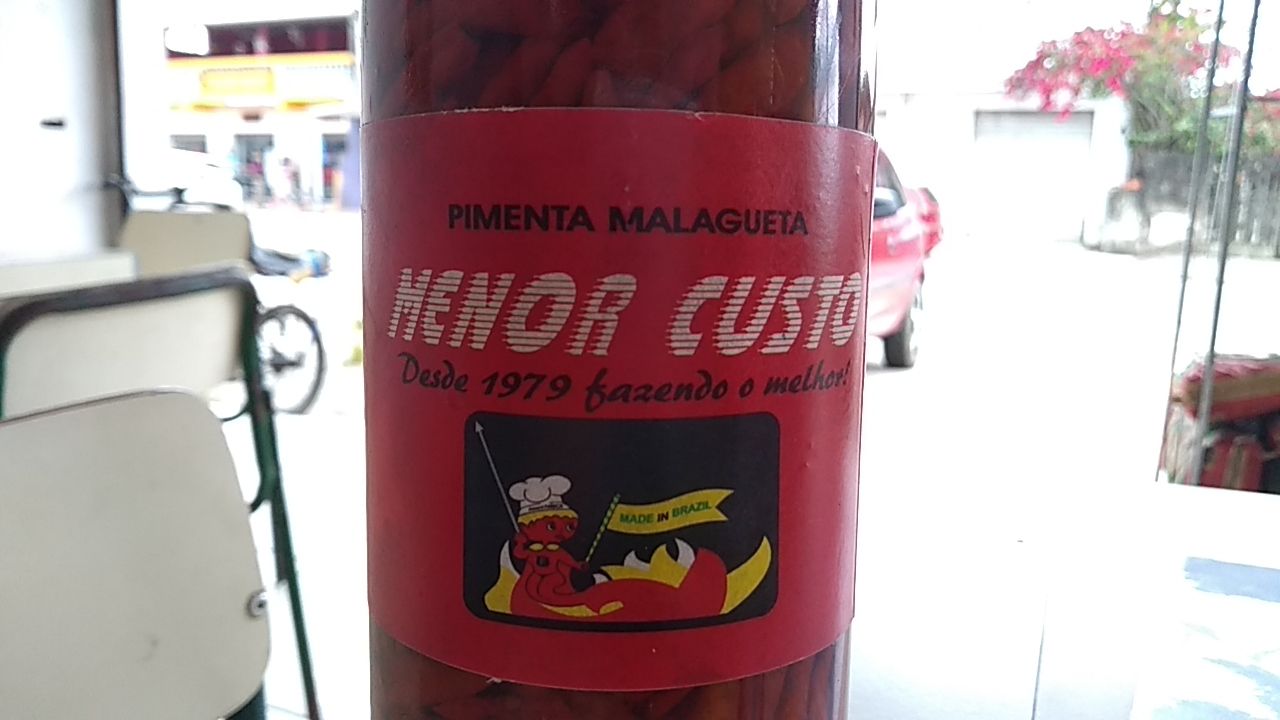 PIMENTA MALAGUETA
MENOR CUSTO
Desde 1979 fazendo o melhor!
MADE IN BRAZIL